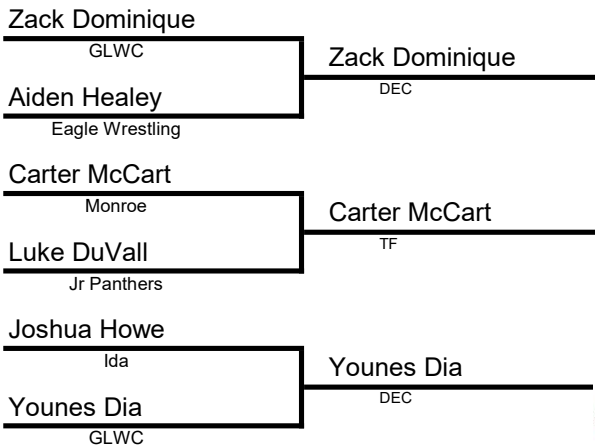 Zack Dominique
GLWC
Zack Dominique
DEC
Aiden Healey
Eagle Wrestling
Carter McCart
Monroe
Carter McCart
TF
Luke DuVall
Jr Panthers
Joshua Howe
Ida
Younes Dia
DEC
Younes Dia
GLWC